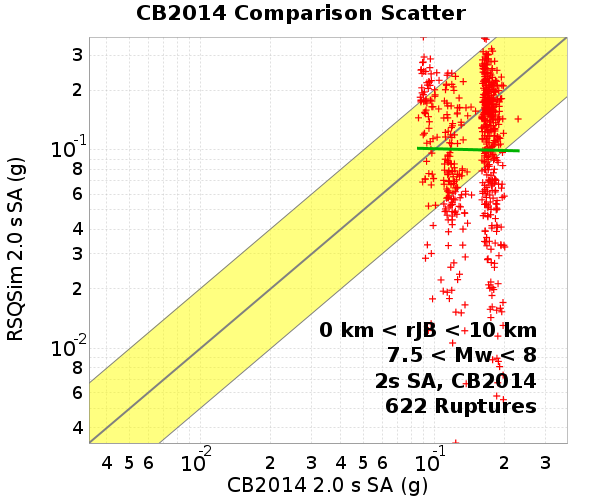 CB2014 Comparison Scatter
RSQSim 2.0 s SA (g)
3
2
10-1
8
6
4
3
2
10-2
8
6
4
0 km < rJB < 10 km
7.5 < Mw < 8
2s SA, CB2014
622 Ruptures
4 5 6 10-2 2 3 4 5 6 10-1 2 3
CB2014 2.0 s SA (g)